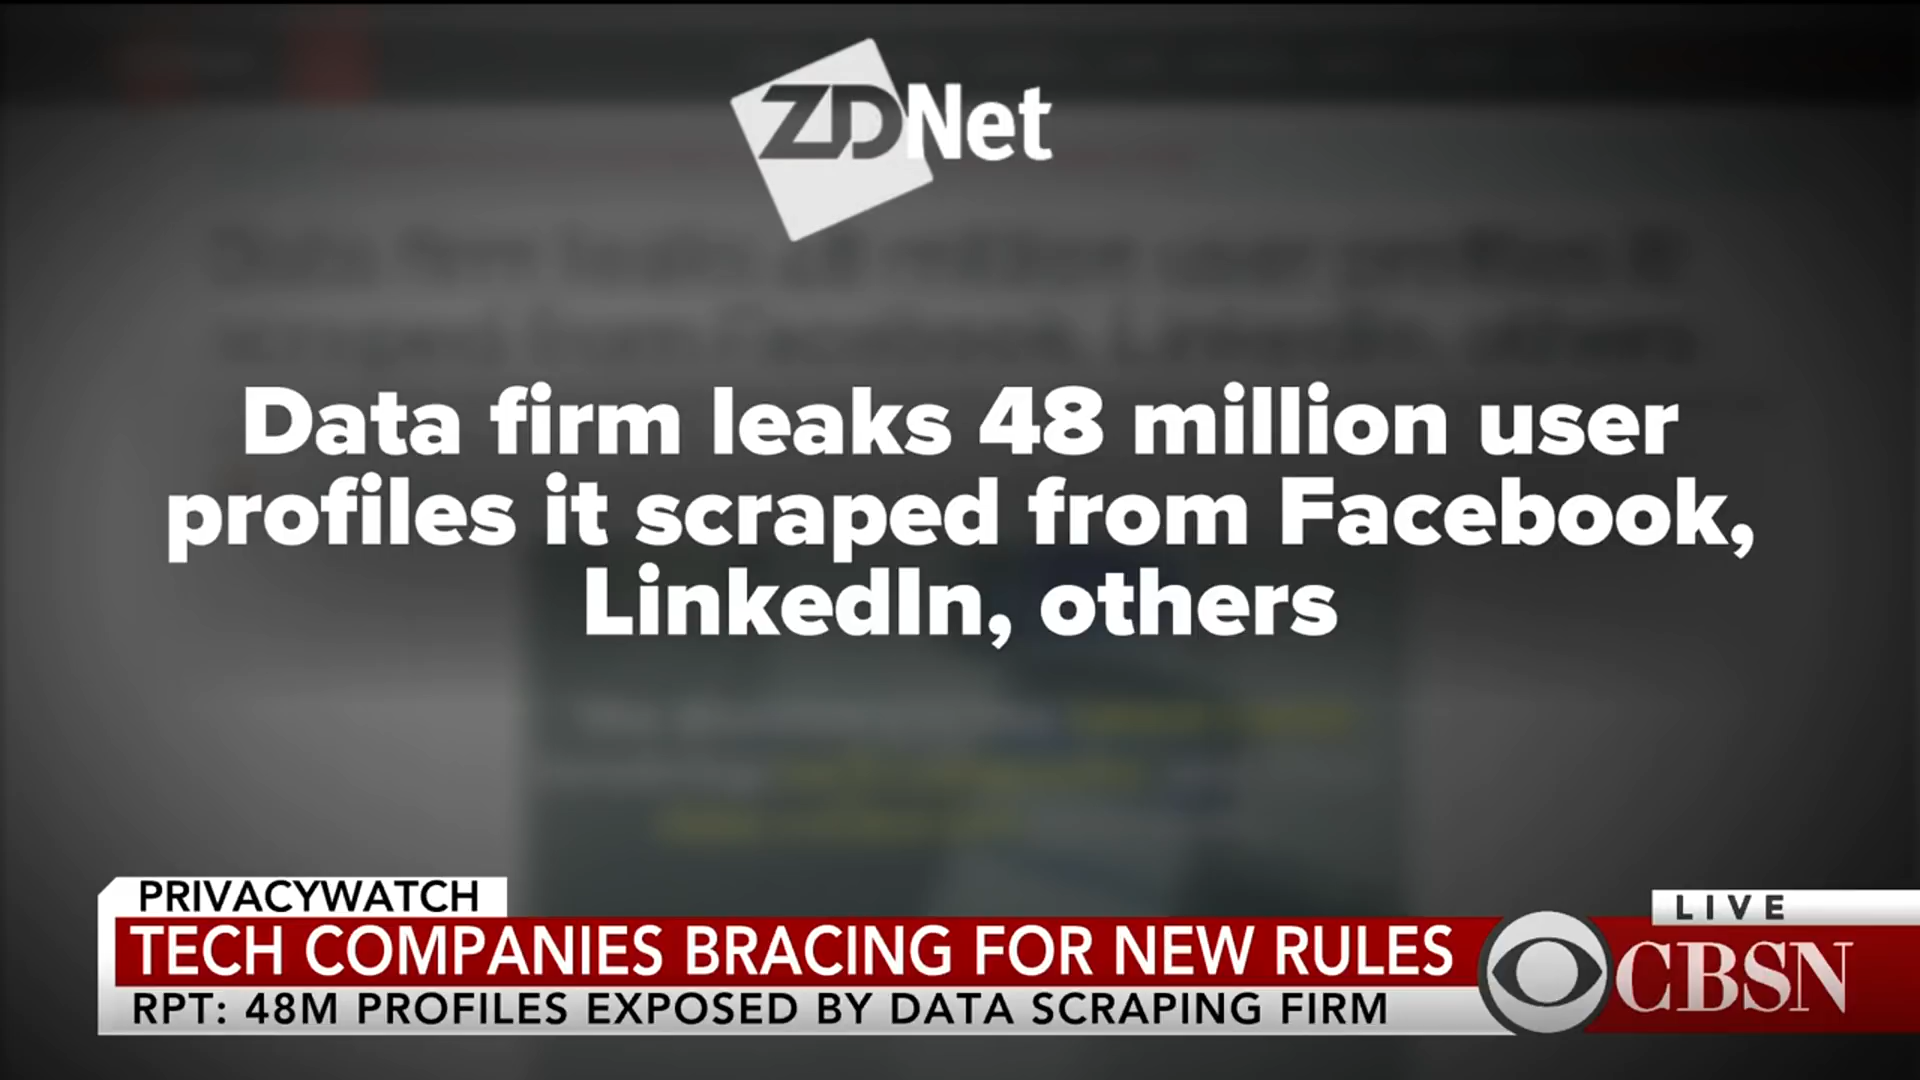 ZDNet
Data firm leaks 48 million user
profiles it scraped from Facebook,
LinkedIn, others
PRIVACYWATCH
TECH COMPANIES BRACING FOR NEW RULES
RPT: 48M PROFILES EXPOSED BY DATA SCRAPING FIRM
LIVE
CBSN